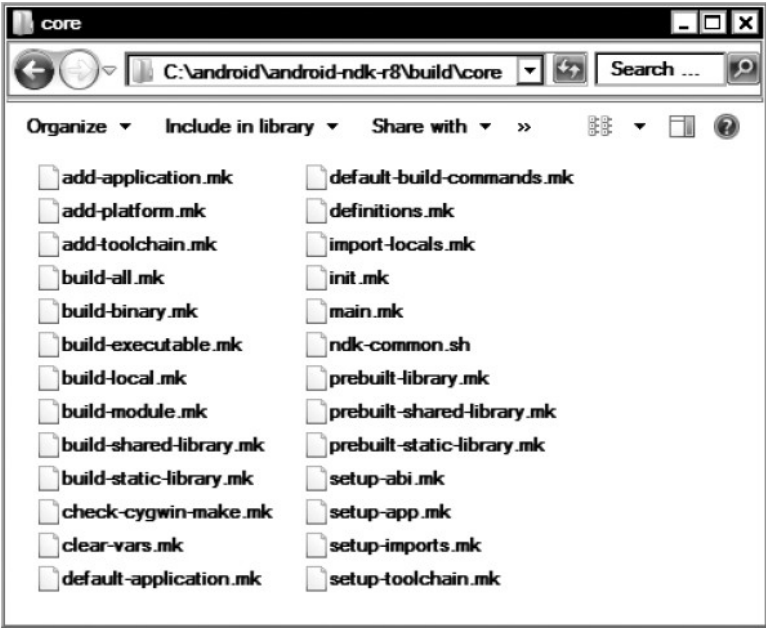 core
C:\android\android-ndk-r8\build\core
Search ...
Organize
Include in library
Share with
»
add-application.mk
add-platform.mk
add-toolchain.mk
build-all.mk
build-binary.mk
build-executable.mk
build-local.mk
build-module.mk
build-shared-library.mk
build-static-library.mk
check-cygwin-make.mk
clear-vars.mk
default-application.mk
default-build-commands.mk
definitions.mk
import-locals.mk
init.mk
main.mk
ndk-common.sh
prebuilt-library.mk
prebuilt-shared-library.mk
prebuilt-static-library.mk
setup-abi.mk
setup-app.mk
setup-imports.mk
setup-toolchain.mk